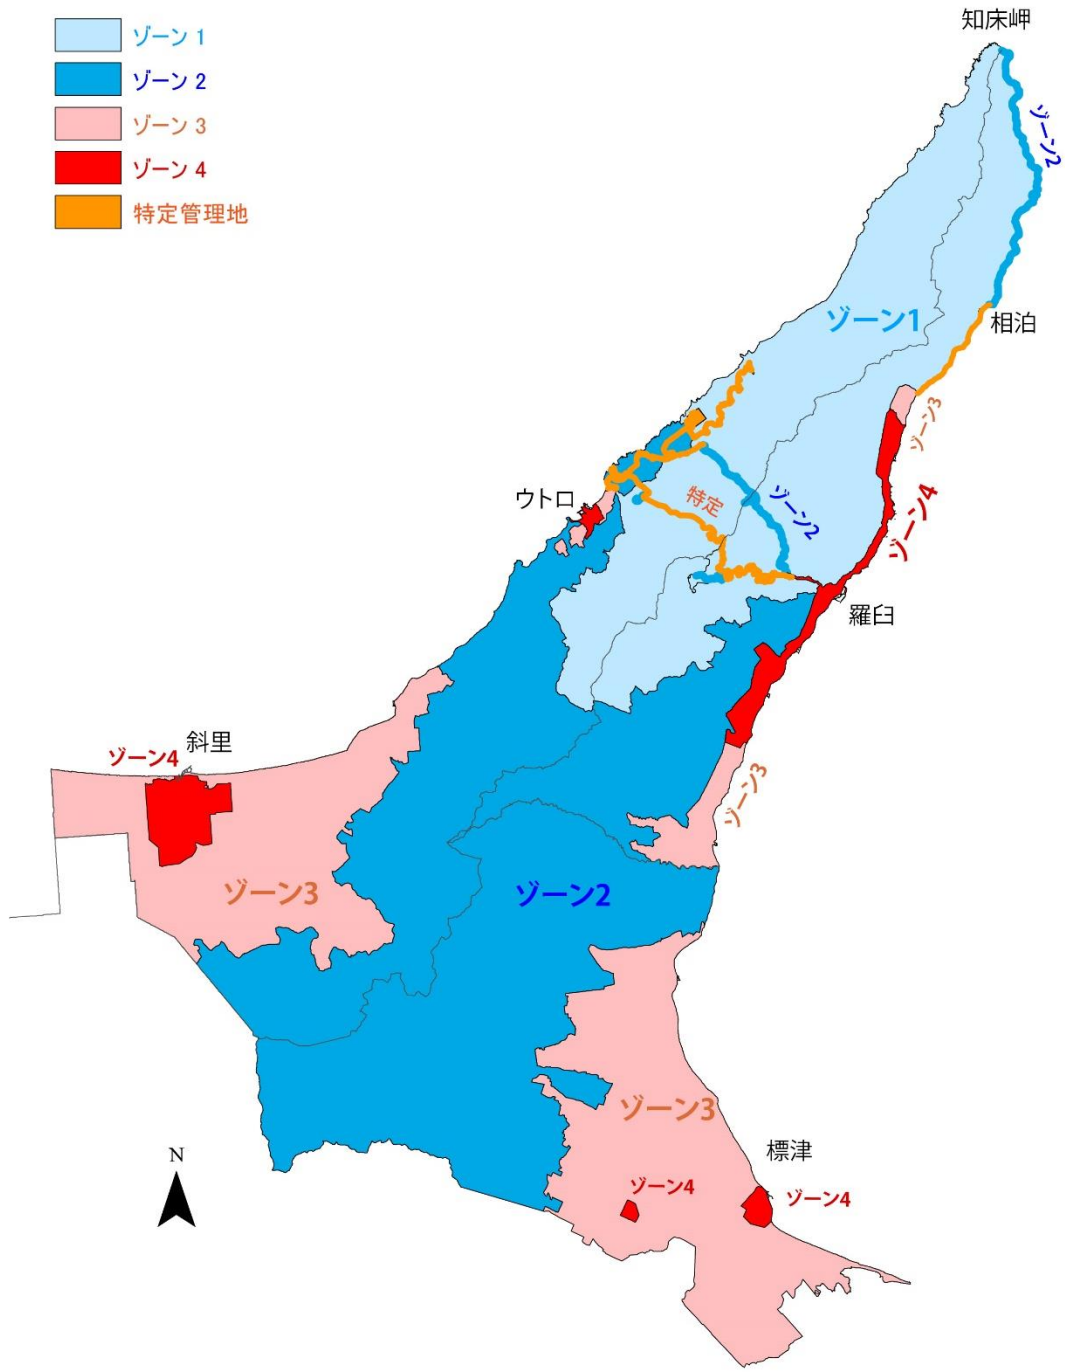 ゾーン 1
ゾーン 2
ゾーン 3
ゾーン 4
特定管理地
知床岬
ゾーン2
ゾーン1
相泊
ゾーン3
ウトロ
特定
ゾーン2
ゾーン4
羅臼
斜里
ゾーン4
ゾーン3
ゾーン3
ゾーン2
ゾーン3
標津
ゾーン4
ゾーン4
N